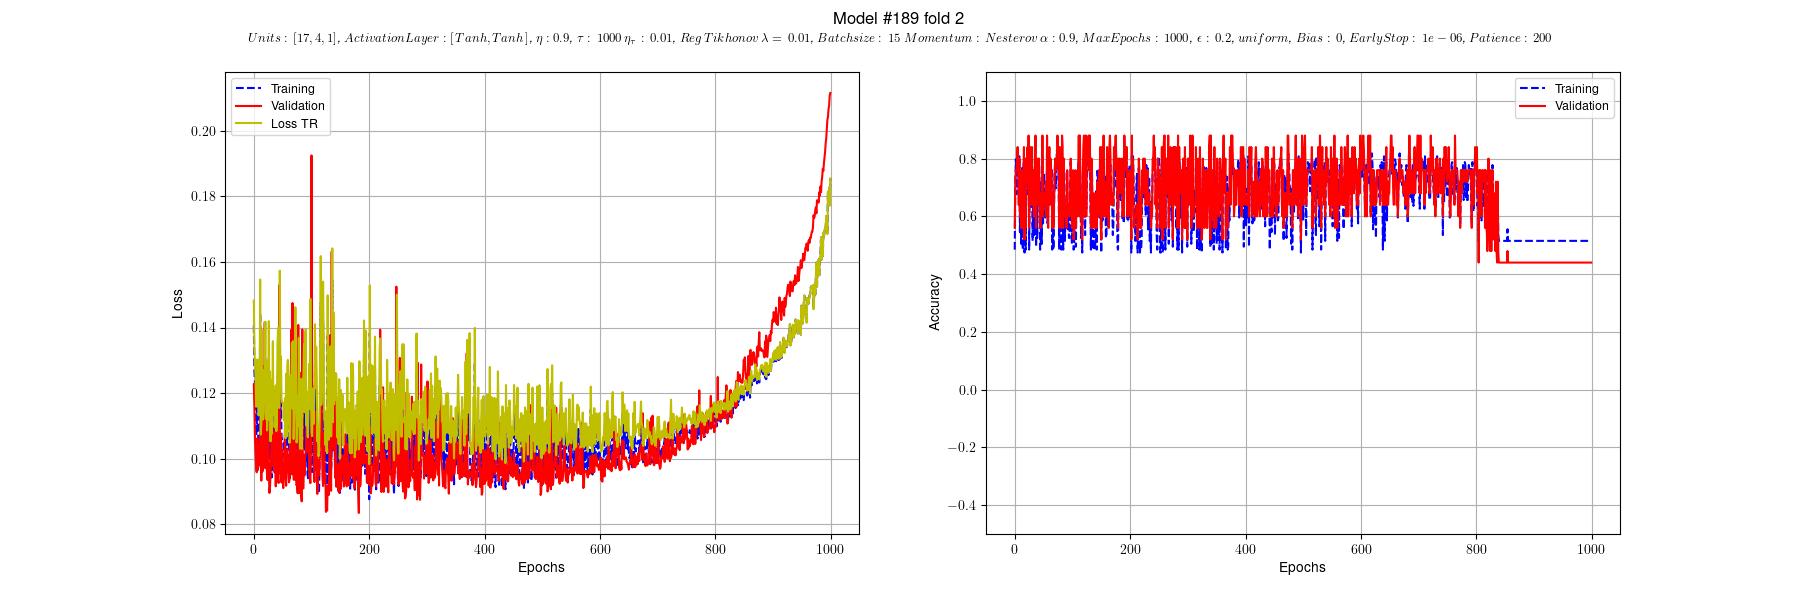 Model #189 fold 2
Units : [17, 4, 1], ActivationLayer : [Tanh, Tanh], η : 0.9, τ : 1000 ητ : 0.01, Reg Tikhonov λ = 0.01, Batchsize : 15 Momentum : Nesterov α : 0.9, MaxEpochs : 1000, ϵ : 0.2, uniform, Bias : 0, EarlyStop : 1e − 06, Patience : 200
Training
Validation
Loss TR
0.20
0.18
0.16
0.14
0.12
0.10
0.08
Loss
0 200 400 600 800 1000
Epochs
Training
Validation
1.0
0.8
0.6
0.4
0.2
0.0
−0.2
−0.4
Accuracy
0 200 400 600 800 1000
Epochs